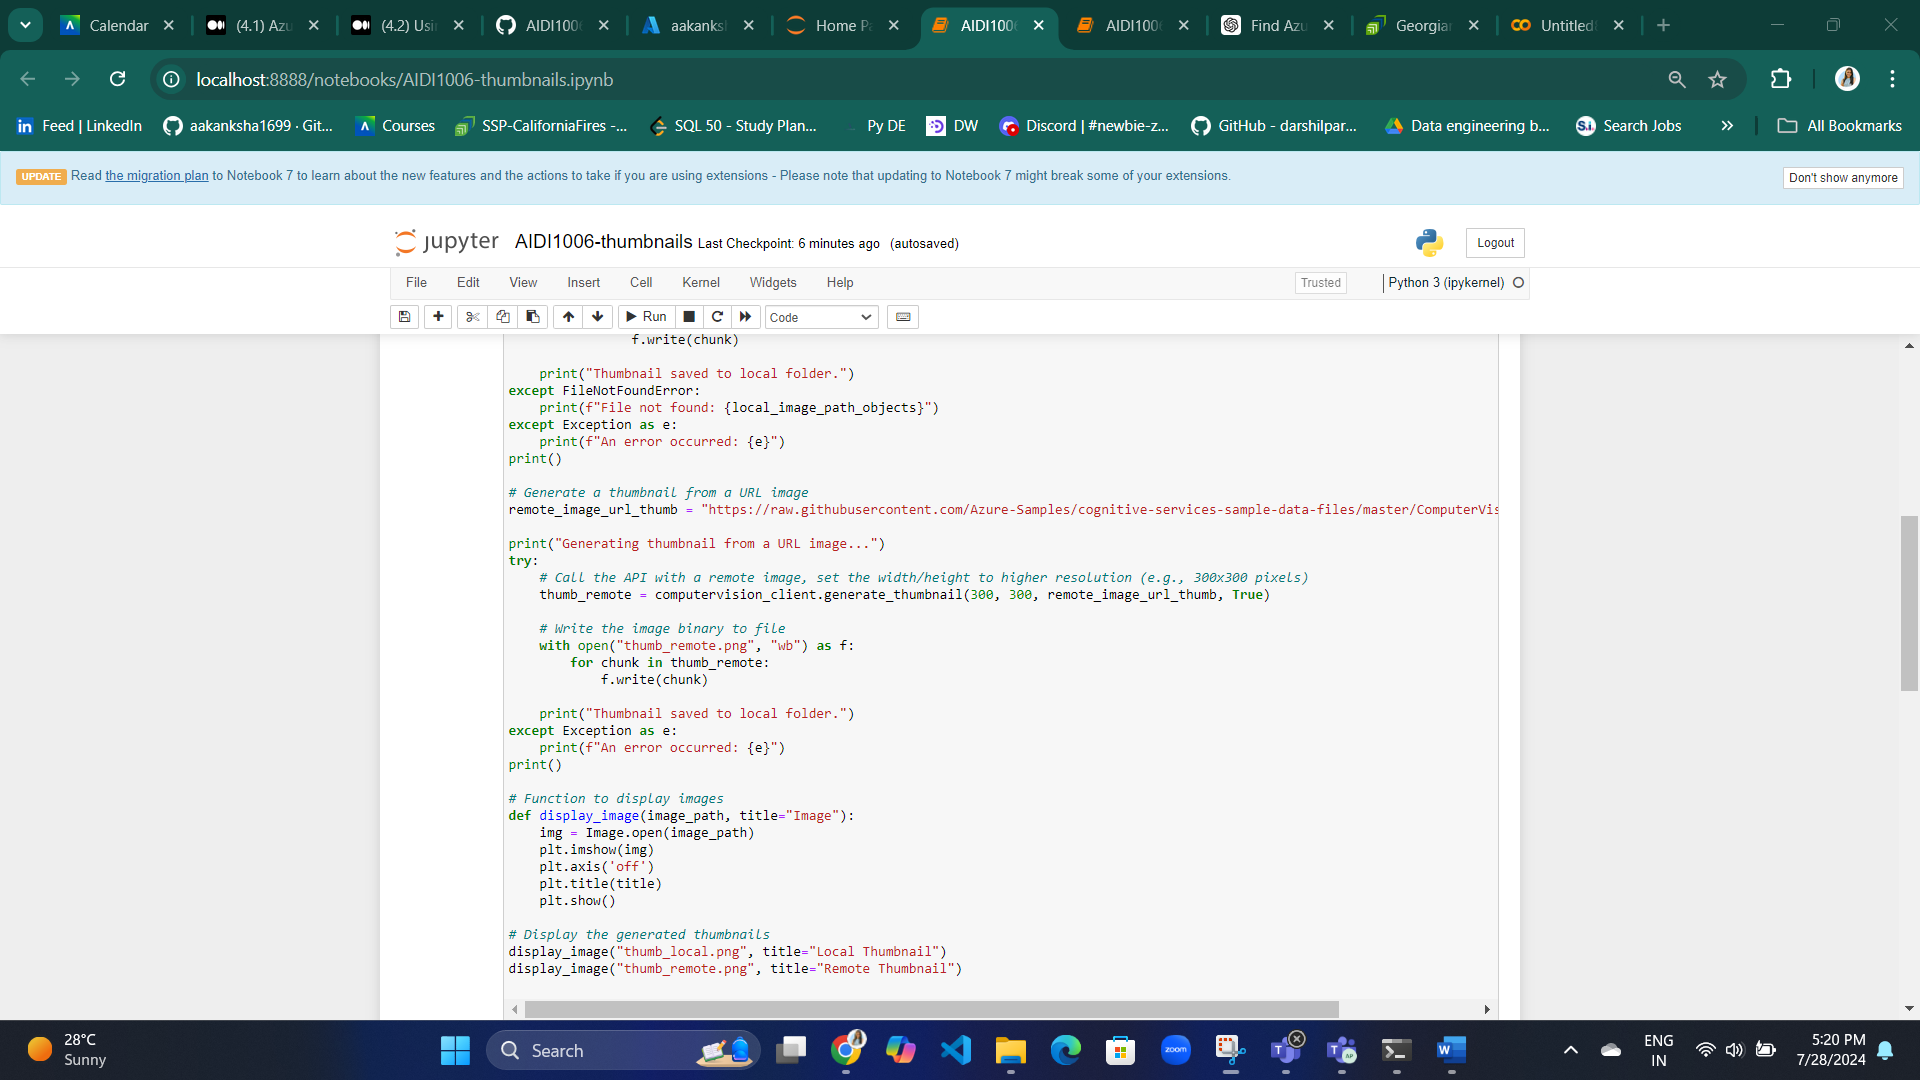 Calendar
(4.1) Azu
(4.2) Usin
AIDI1006
aakanksh
Home Pa
AIDI1006
AIDI1006
Find Azu
Georgian
Untitled
localhost:8888/notebooks/AIDI1006-thumbnails.ipynb
Feed | LinkedIn
aakanksha1699 · Git...
Courses
SSP-CaliforniaFires -...
SQL 50 - Study Plan...
Py DE
DW
Discord | #newbie-z...
GitHub - darshilpar...
Data engineering b...
S.i.
Search Jobs
All Bookmarks
UPDATE Read the migration plan to Notebook 7 to learn about the new features and the actions to take if you are using extensions - Please note that updating to Notebook 7 might break some of your extensions.
Don't show anymore
jupyter AIDI1006-thumbnails Last Checkpoint: 6 minutes ago (autosaved)
Logout
File Edit View Insert Cell Kernel Widgets Help
Trusted
Python 3 (ipykernel)
Run
Code
f.write(chunk)
print("Thumbnail saved to local folder.")
except FileNotFoundError:
print(f"File not found: {local_image_path_objects}")
except Exception as e:
print(f"An error occurred: {e}")
print()
# Generate a thumbnail from a URL image
remote_image_url_thumb = "https://raw.githubusercontent.com/Azure-Samples/cognitive-services-sample-data-files/master/ComputerVis
print("Generating thumbnail from a URL image...")
try:
# Call the API with a remote image, set the width/height to higher resolution (e.g., 300x300 pixels)
thumb_remote = computervision_client.generate_thumbnail(300, 300, remote_image_url_thumb, True)
# Write the image binary to file
with open("thumb_remote.png", "wb") as f:
for chunk in thumb_remote:
f.write(chunk)
print("Thumbnail saved to local folder.")
except Exception as e:
print(f"An error occurred: {e}")
print()
# Function to display images
def display_image(image_path, title="Image"):
img = Image.open(image_path)
plt.imshow(img)
plt.axis('off')
plt.title(title)
plt.show()
# Display the generated thumbnails
display_image("thumb_local.png", title="Local Thumbnail")
display_image("thumb_remote.png", title="Remote Thumbnail")
28°C
Sunny
Search
zoom
ENG
IN
5:20 PM
7/28/2024